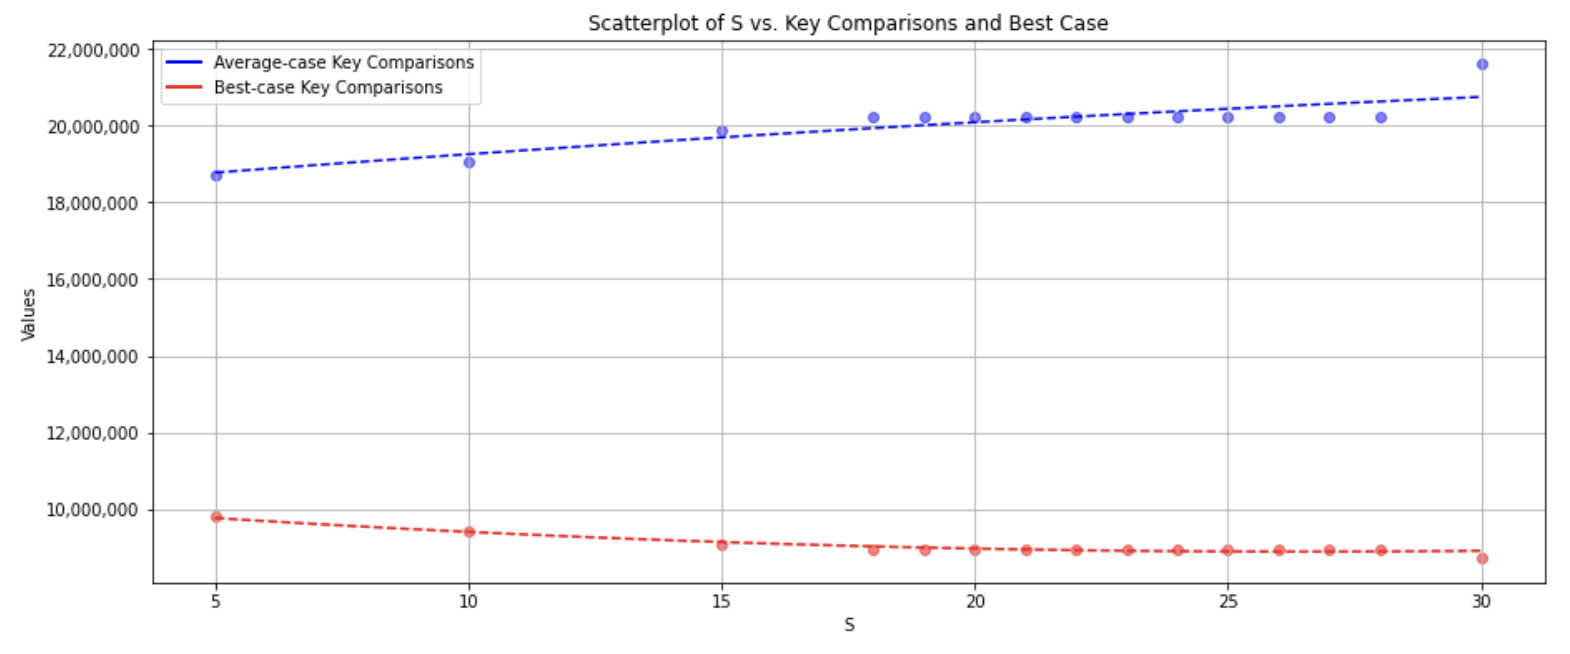 Scatterplot of S vs. Key Comparisons and Best Case
Average-case Key Comparisons
Best-case Key Comparisons
22,000,000
20,000,000
18,000,000
16,000,000
14,000,000
12,000,000
10,000,000
Values
5 10 15 20 25 30
S